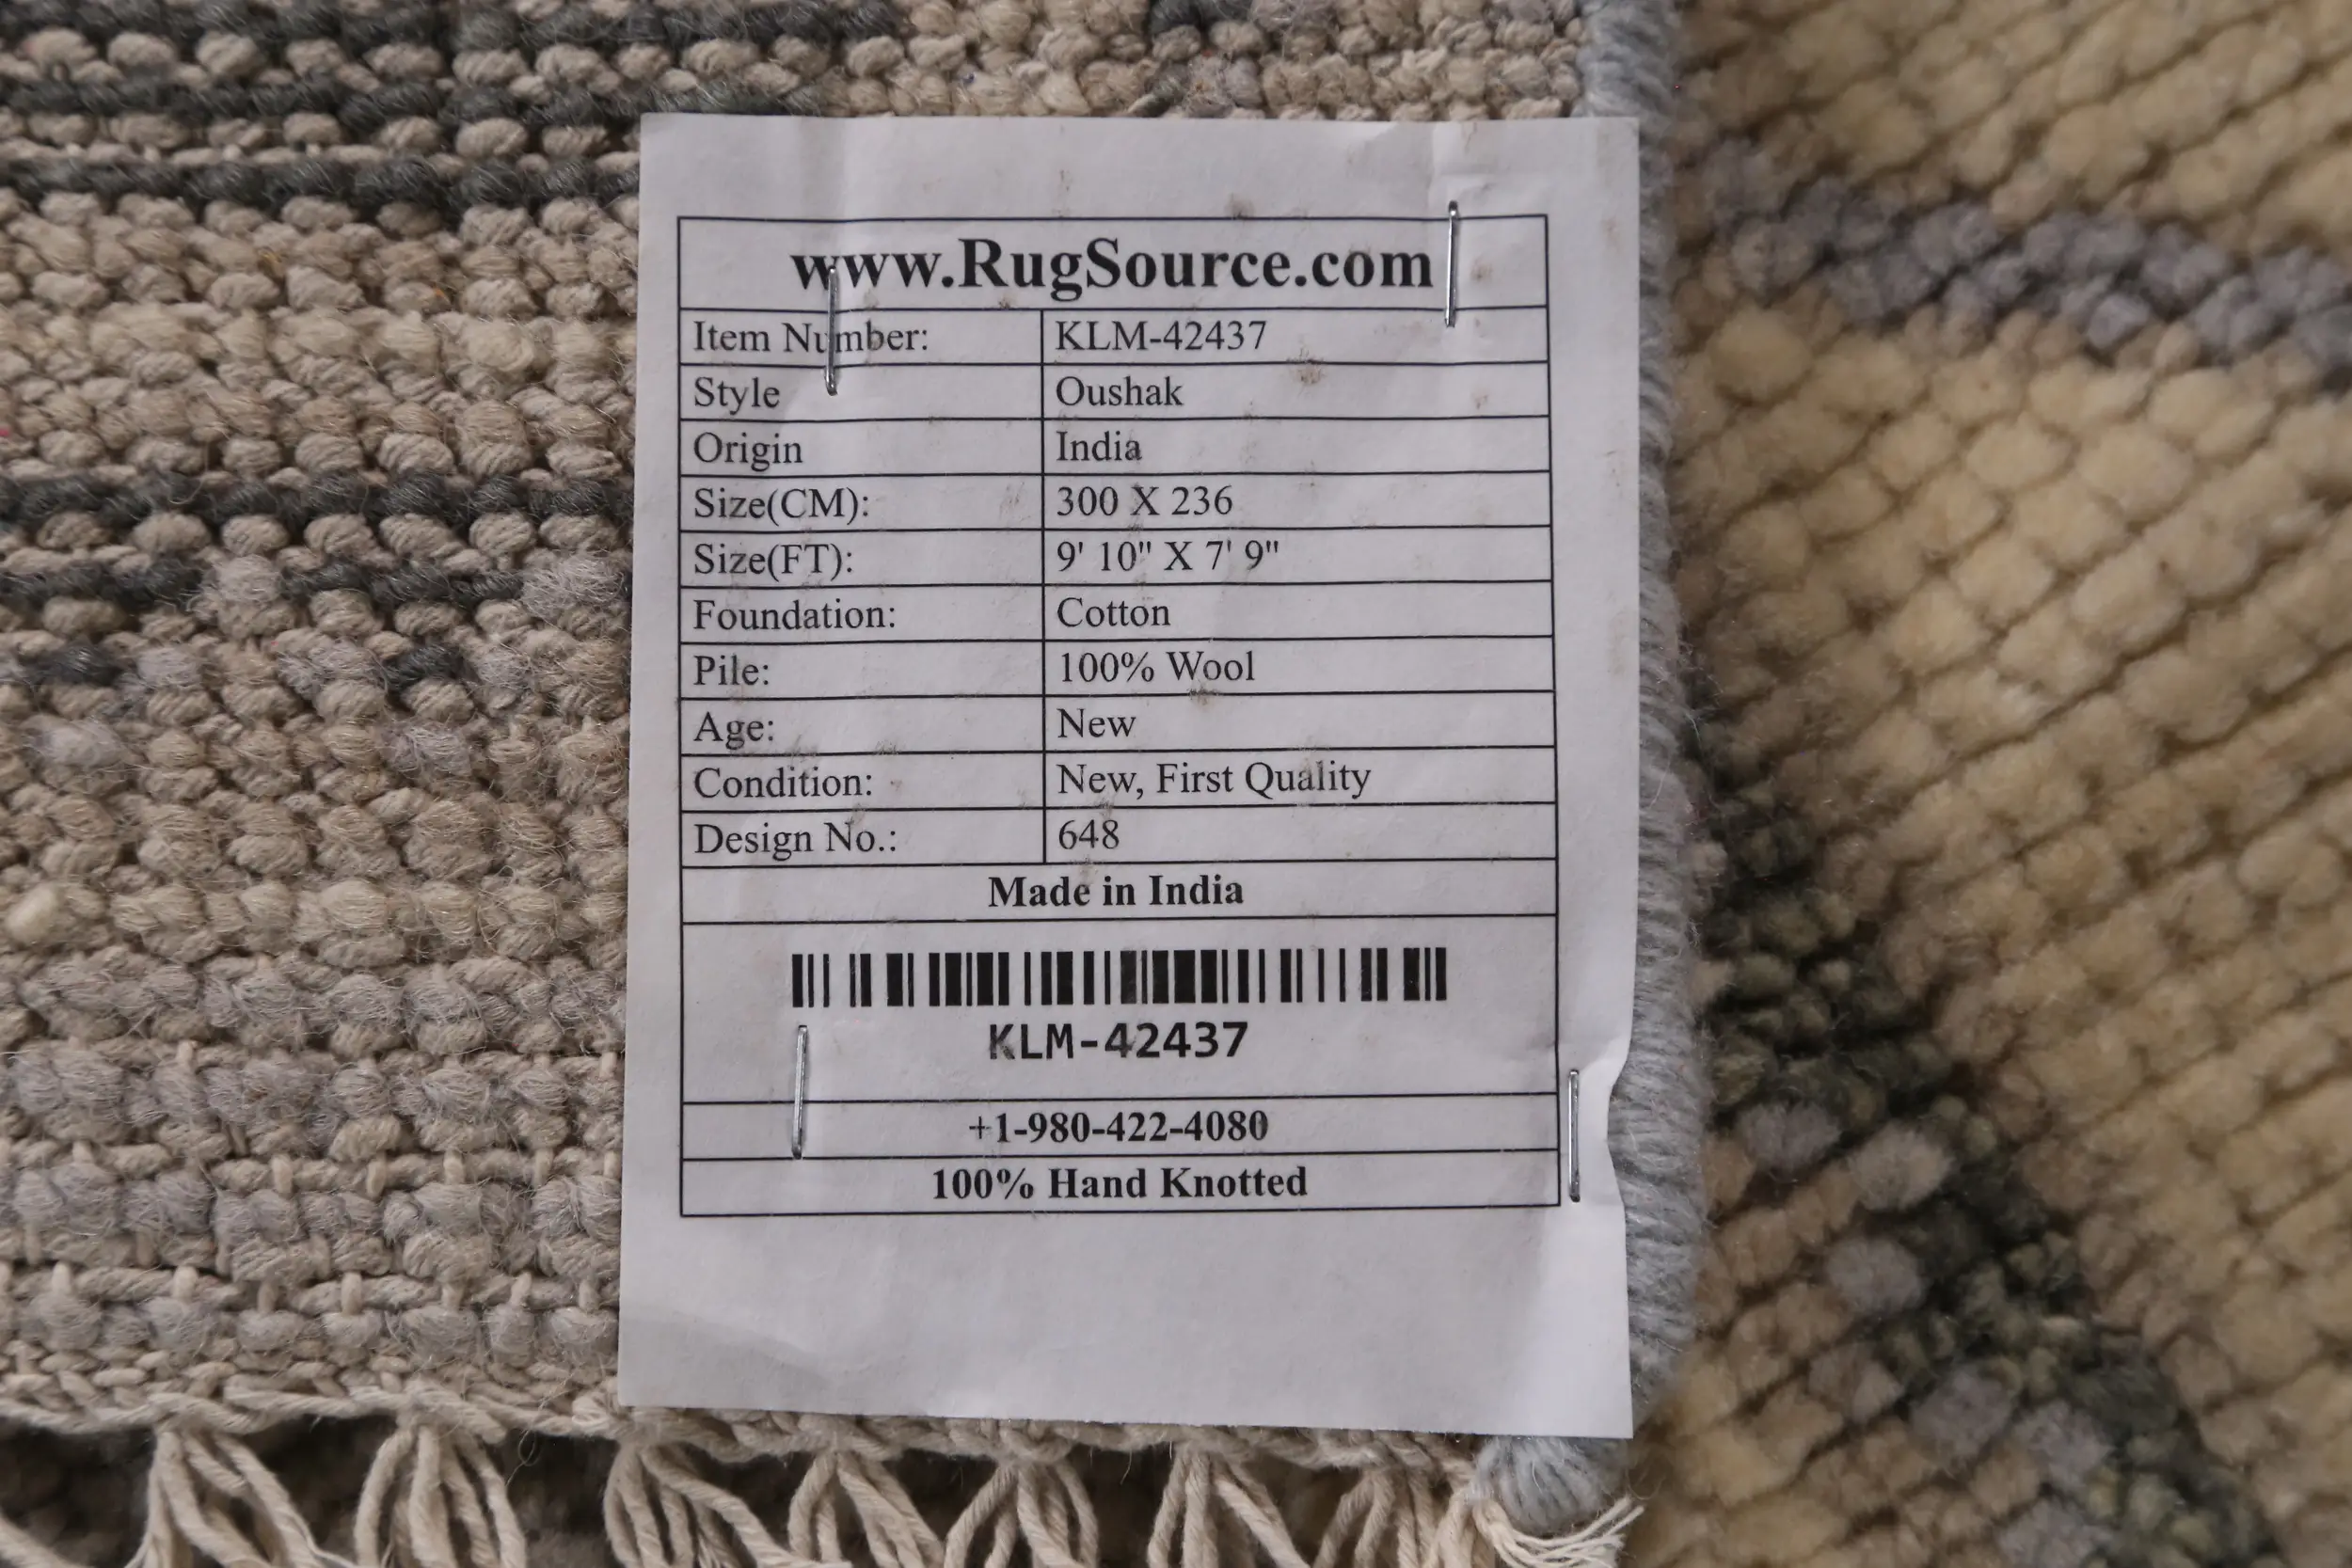 www.RugSource.com
Item Number: KLM-42437
Style Oushak
Origin India
Size(CM): 300 X 236
Size(FT): 9' 10" X 7' 9"
Foundation: Cotton
Pile: 100% Wool
Age: New
Condition: New, First Quality
Design No.: 648
Made in India
KLM-42437
+1-980-422-4080
100% Hand Knotted